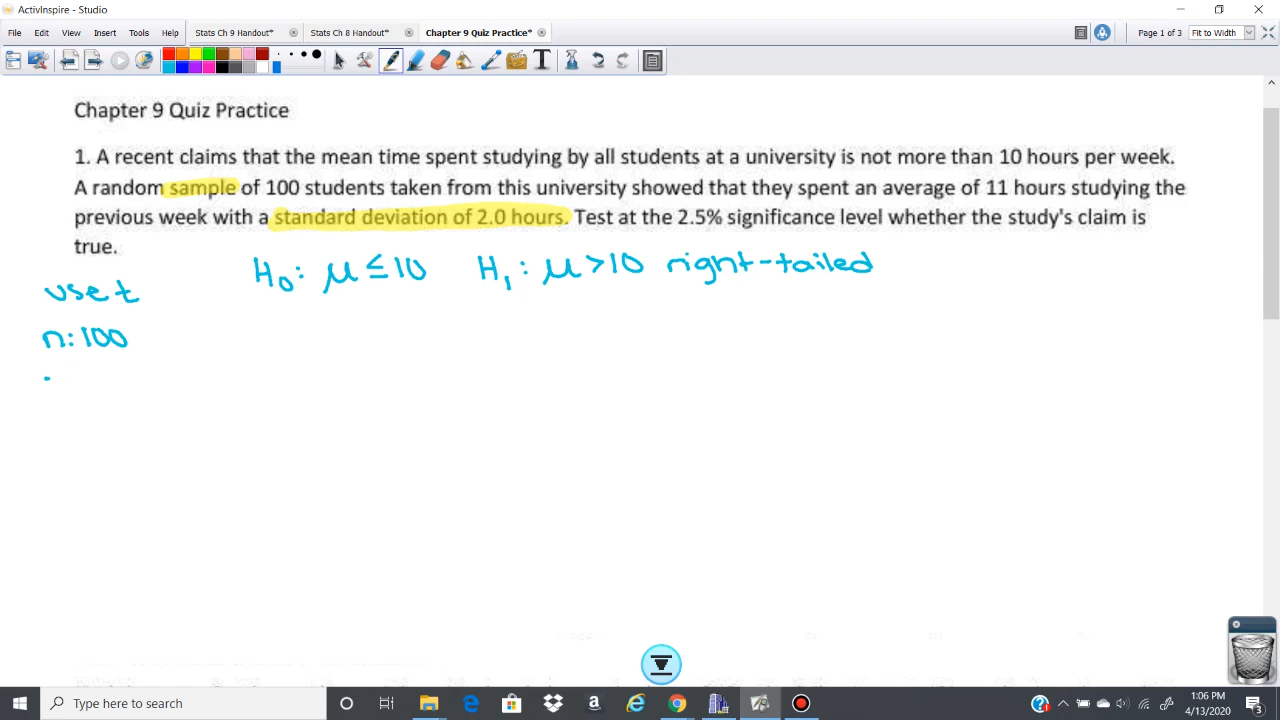 ActivInspire - Studio
File Edit View Insert Tools Help Stats Ch 9 Handout* Stats Ch 8 Handout* Chapter 9 Quiz Practice* Page 1 of 3 Fit to Width
Chapter 9 Quiz Practice
1. A recent claims that the mean time spent studying by all students at a university is not more than 10 hours per week.
A random sample of 100 students taken from this university showed that they spent an average of 11 hours studying the
previous week with a standard deviation of 2.0 hours. Test at the 2.5% significance level whether the study's claim is
true.
H₀: μ ≤ 10 H₁: μ > 10 right-tailed
use t
n: 100
Type here to search
1:06 PM
4/13/2020
3